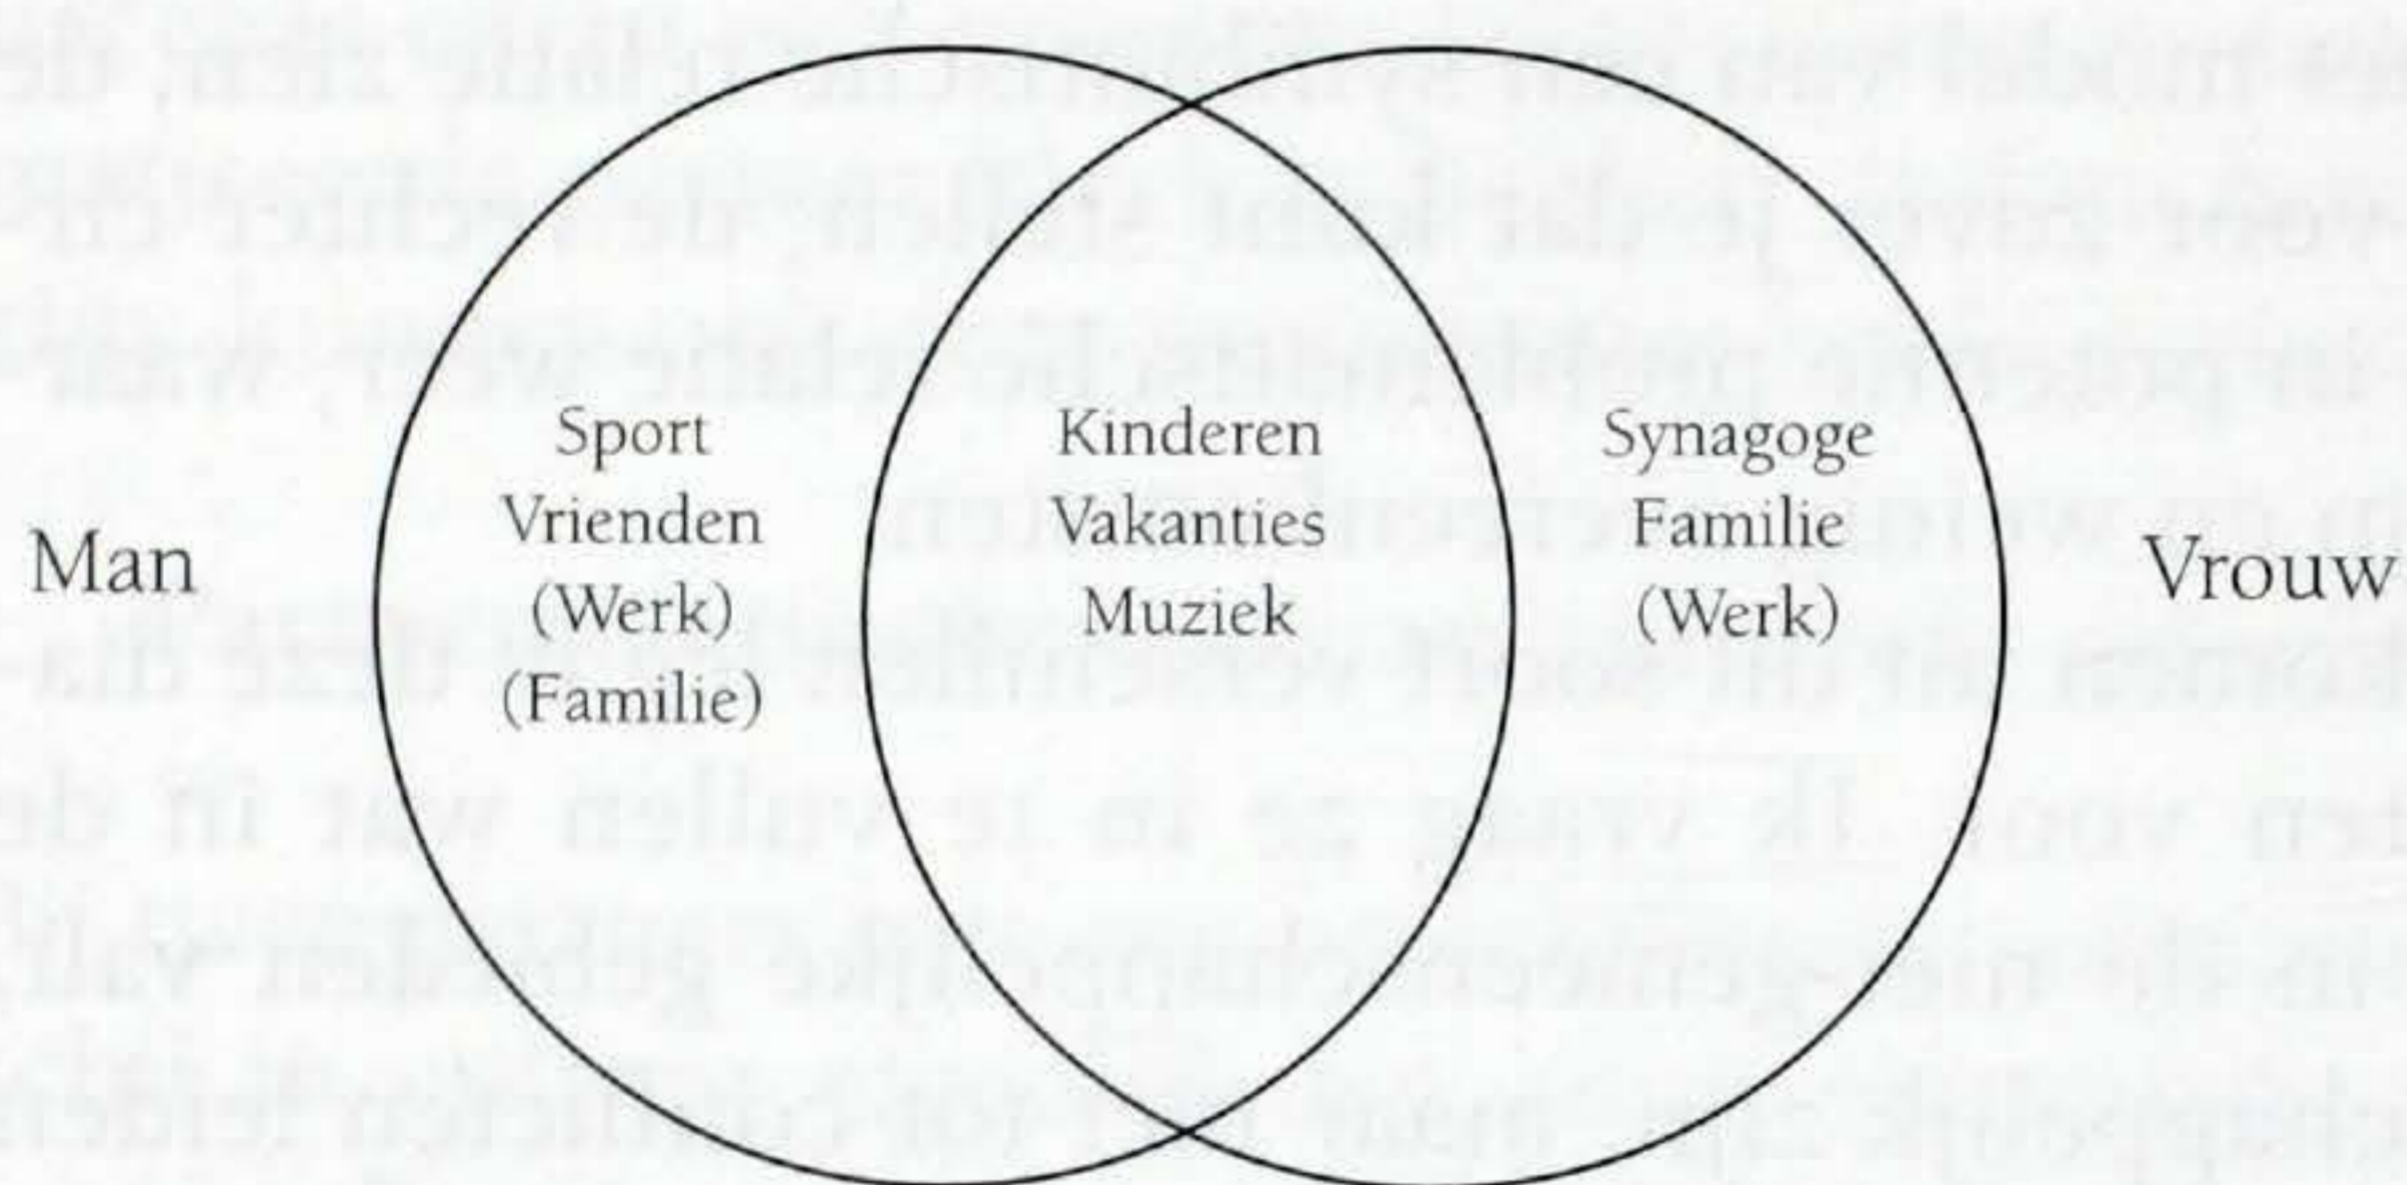 Man
Sport
Vrienden
(Werk)
(Familie)
Kinderen
Vakanties
Muziek
Synagoge
Familie
(Werk)
Vrouw